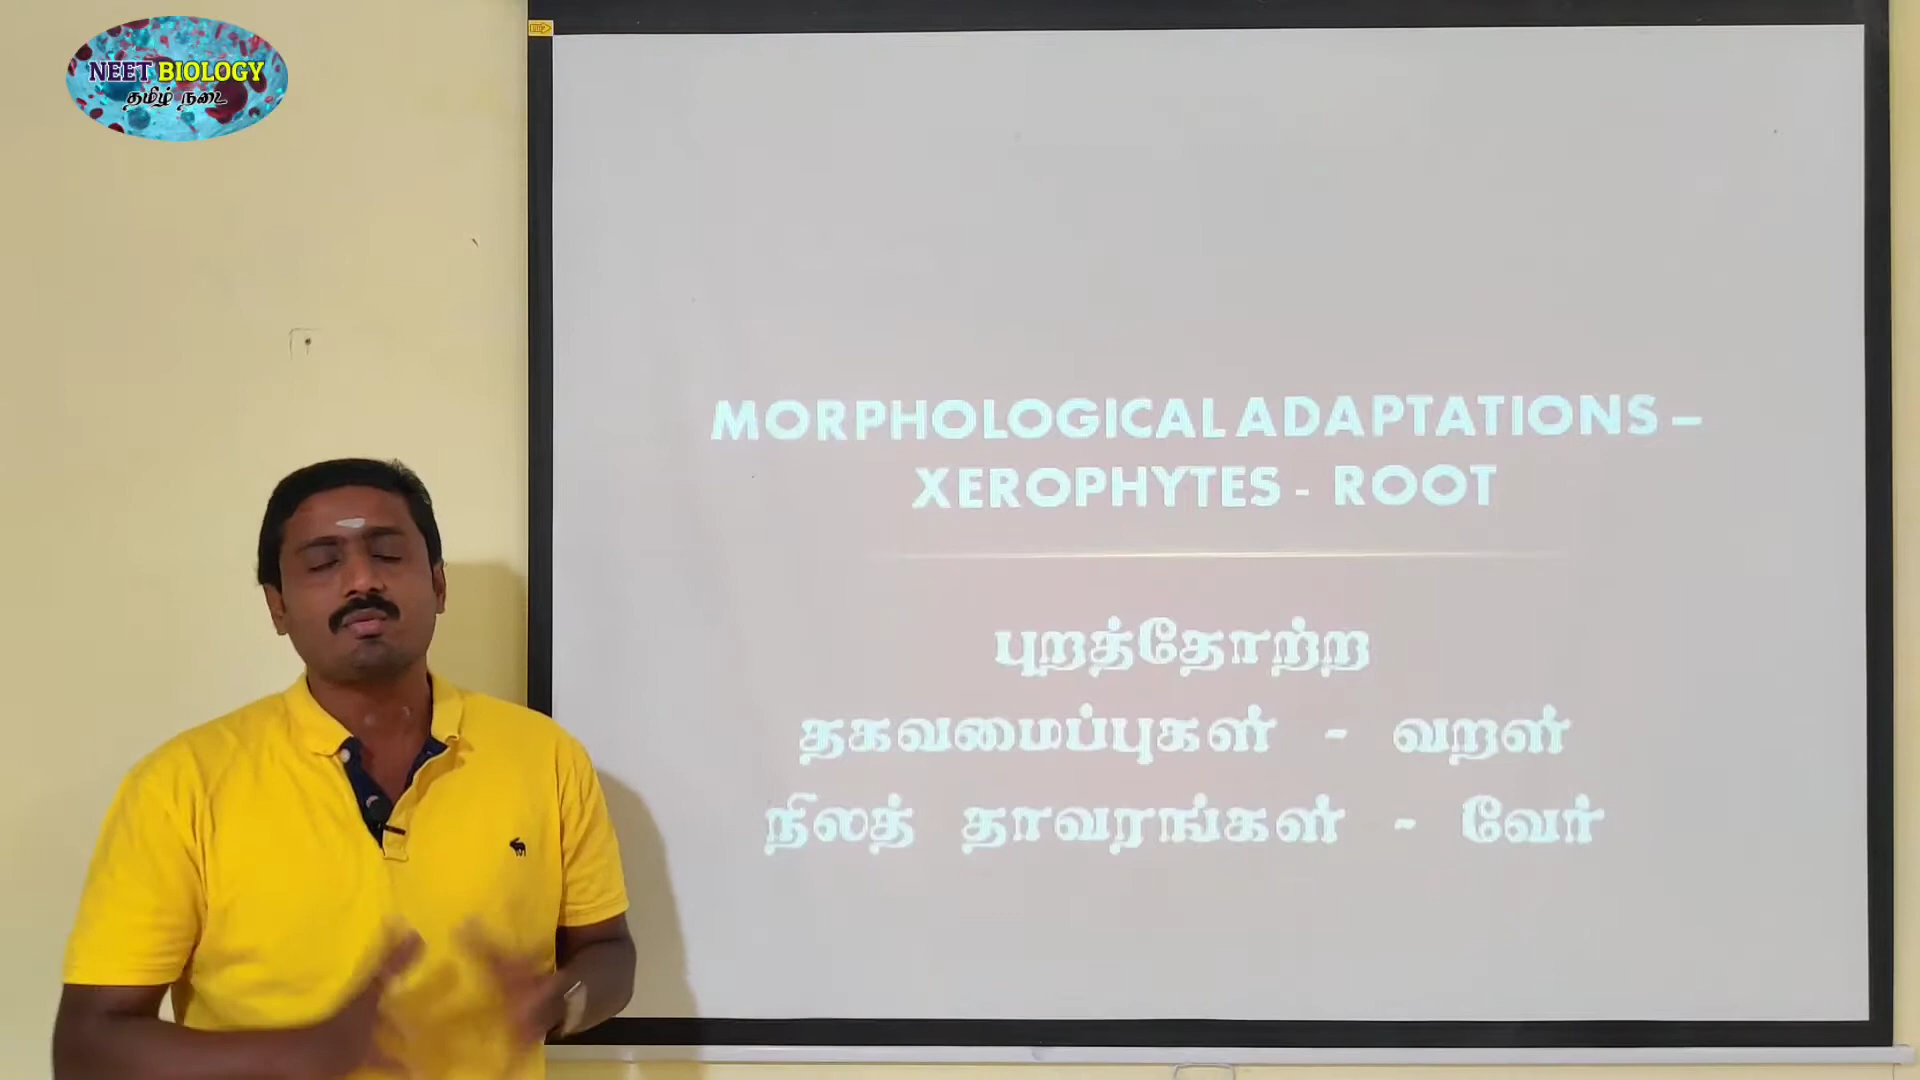 NEET BIOLOGY
தமிழ் நடை
MORPHOLOGICAL ADAPTATIONS –
XEROPHYTES - ROOT
புறத்தோற்ற
தகவமைப்புகள் - வறள்
நிலத் தாவரங்கள் - வேர்